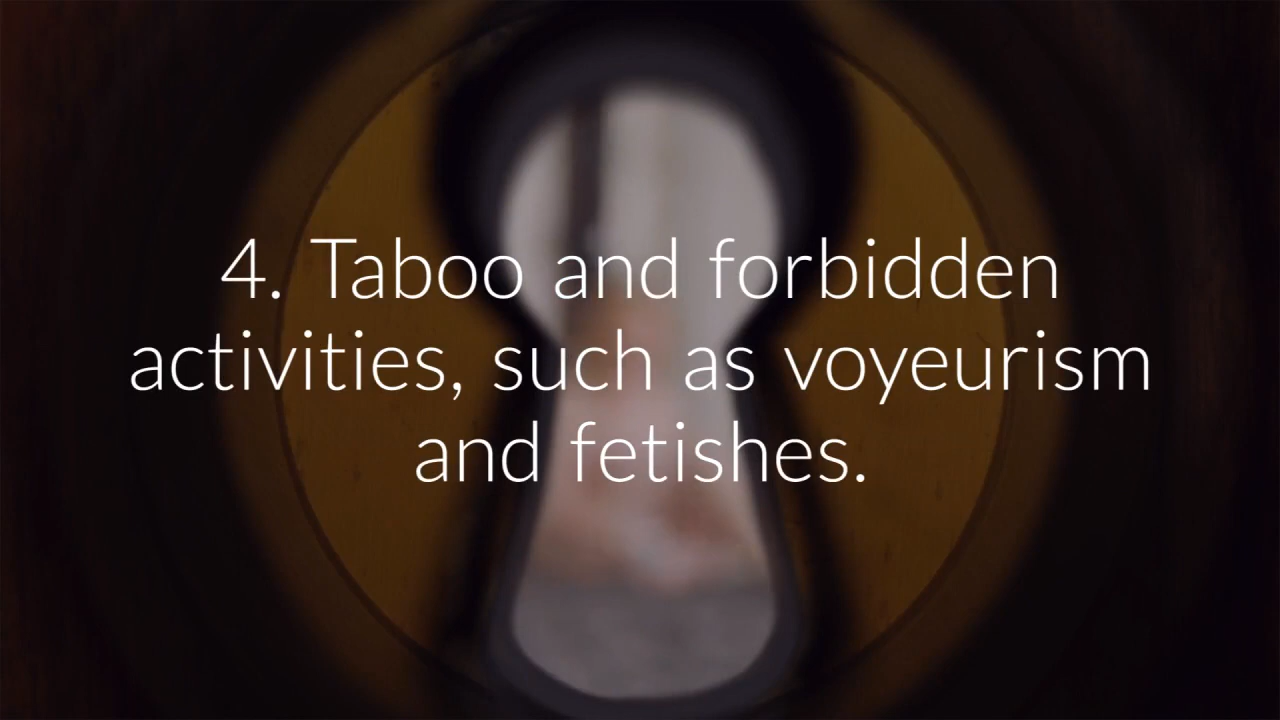 4. Taboo and forbidden
activities, such as voyeurism
and fetishes.